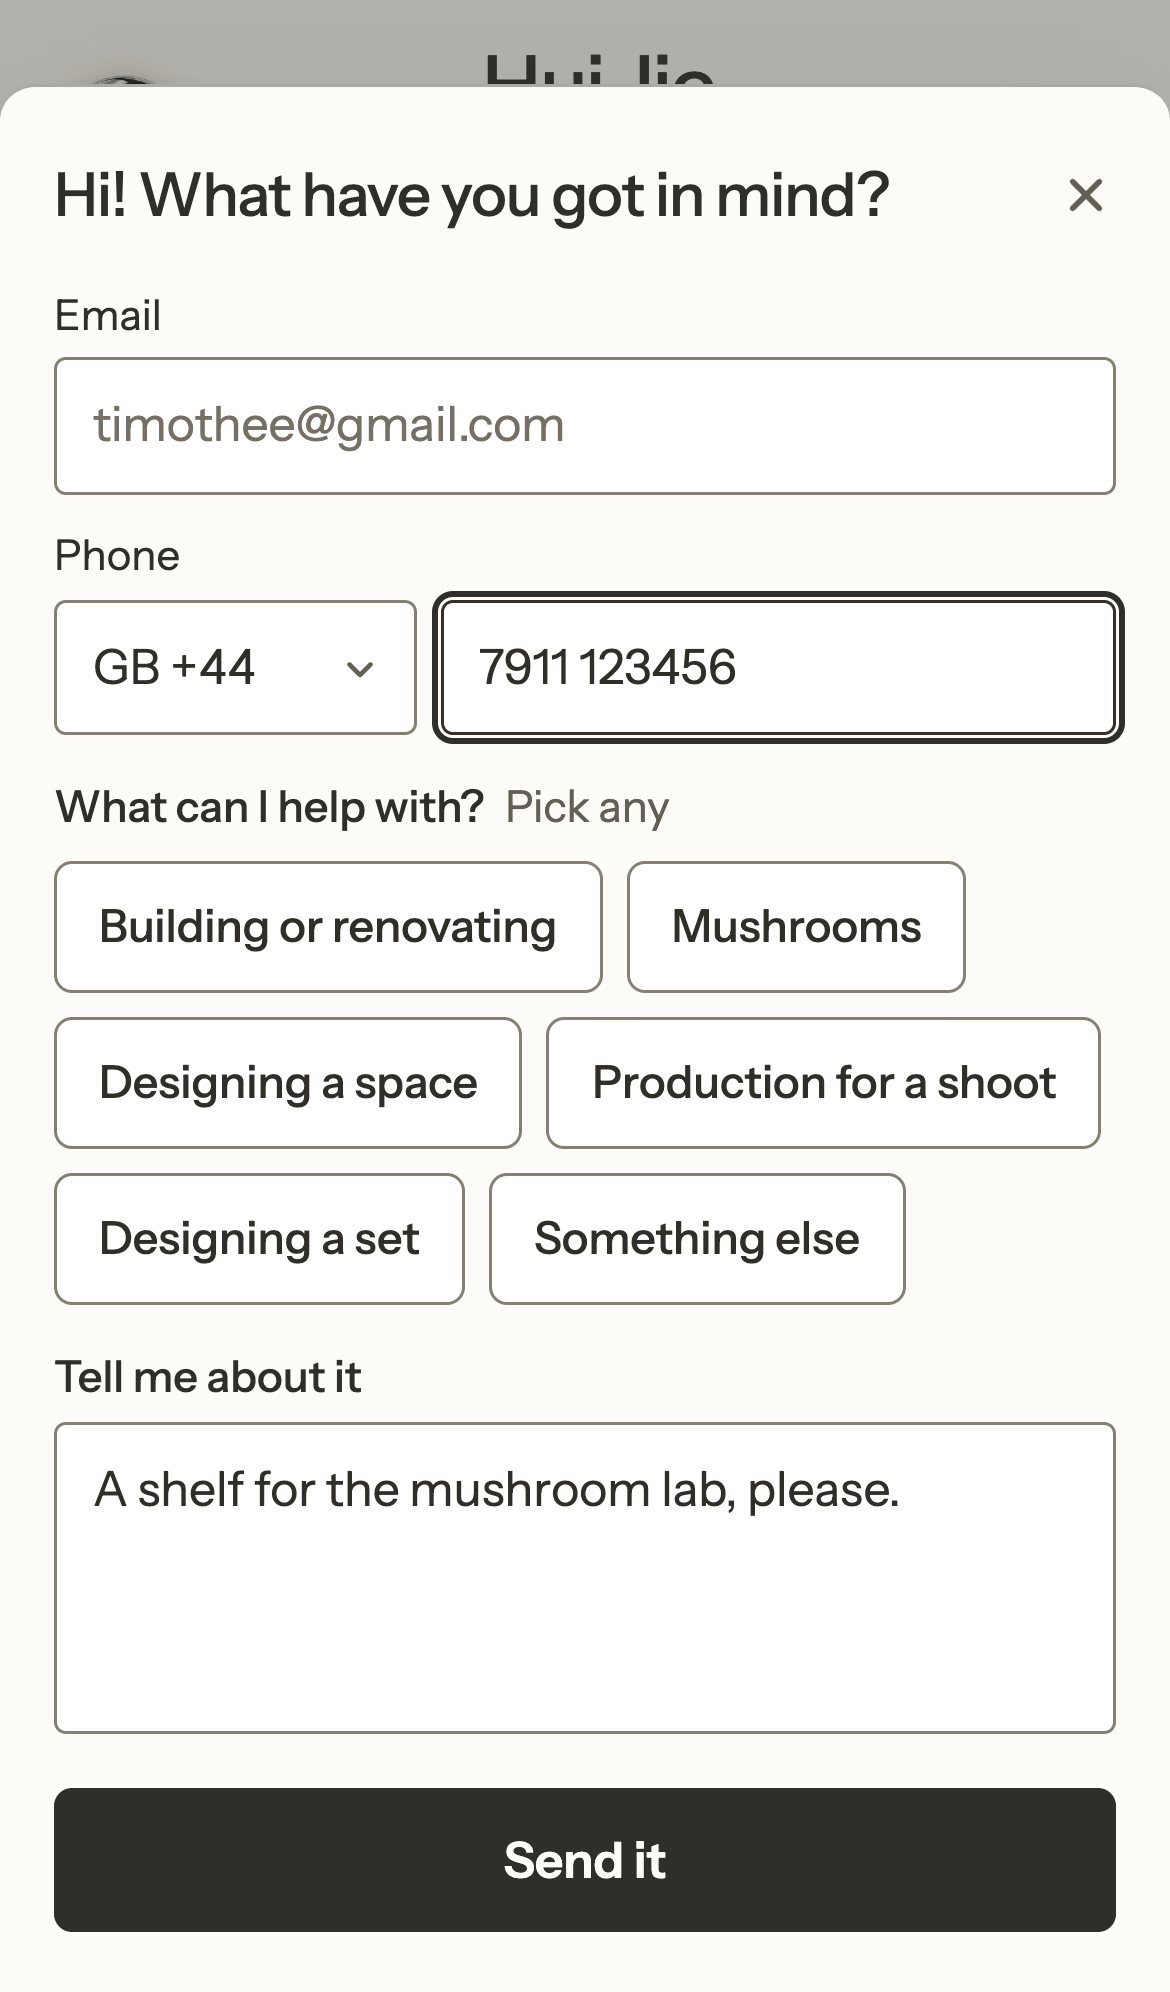 Hi! What have you got in mind?
Email
timothee@gmail.com
Phone
GB +44
7911 123456
What can I help with? Pick any
Building or renovating
Mushrooms
Designing a space
Production for a shoot
Designing a set
Something else
Tell me about it
A shelf for the mushroom lab, please.
Send it